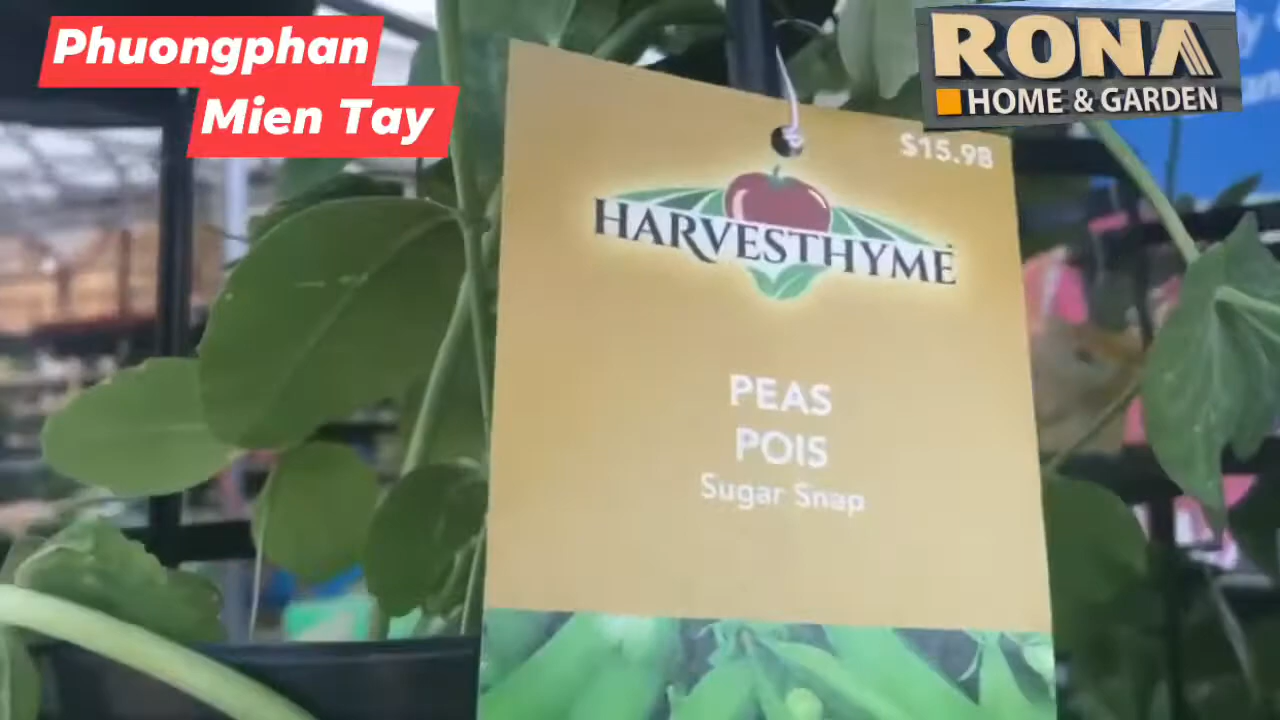 Phuongphan
Mien Tay
RONA
HOME & GARDEN
$15.98
HARVESTHYME
PEAS
POIS
Sugar Snap